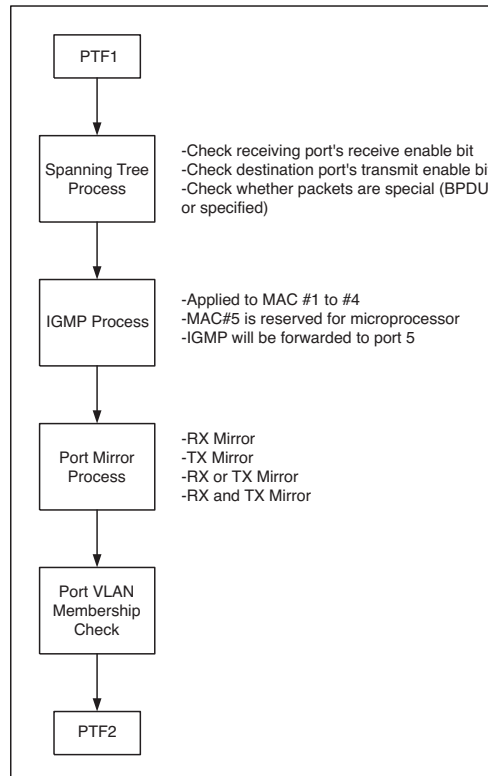 PTF1
Spanning Tree
Process
-Check receiving port's receive enable bit
-Check destination port's transmit enable bi
-Check whether packets are special (BPDU
or specified)
IGMP Process
-Applied to MAC #1 to #4
-MAC#5 is reserved for microprocessor
-IGMP will be forwarded to port 5
Port Mirror
Process
-RX Mirror
-TX Mirror
-RX or TX Mirror
-RX and TX Mirror
Port VLAN
Membership
Check
PTF2